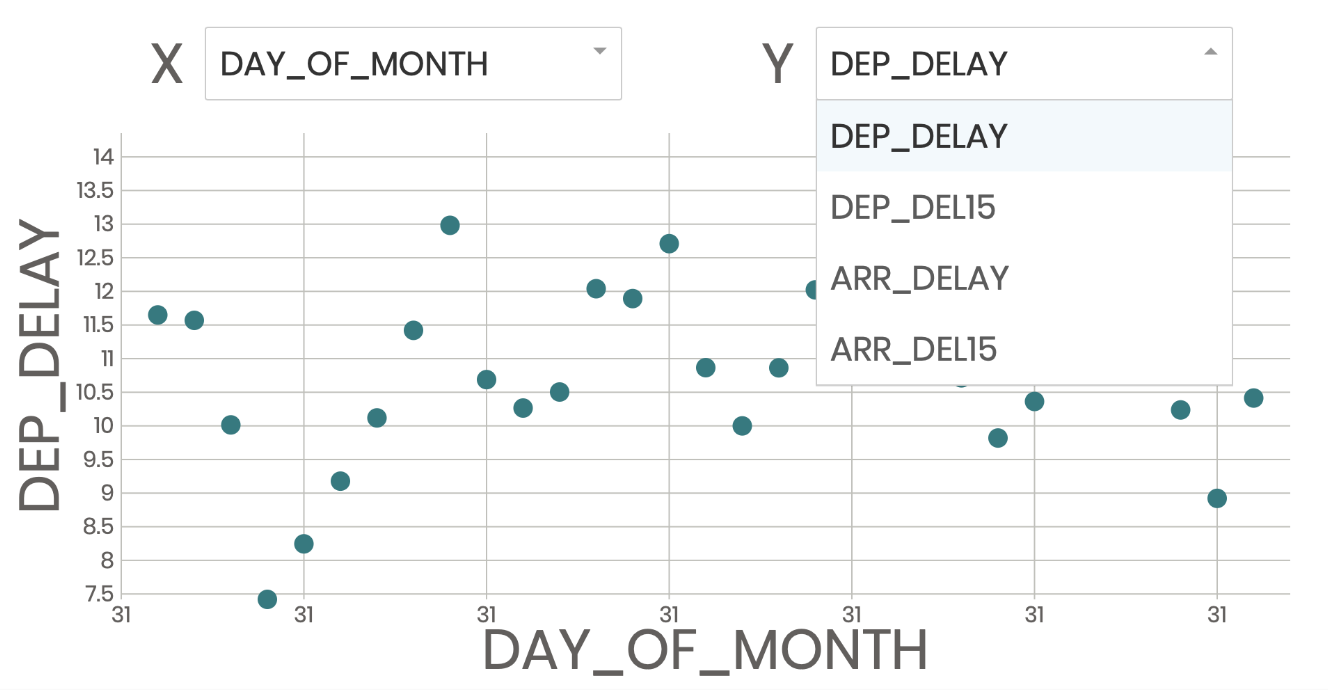 X DAY_OF_MONTH Y DEP_DELAY
DEP_DELAY
DEP_DEL15
ARR_DELAY
ARR_DEL15
DEP_DELAY
14
13.5
13
12.5
12
11.5
11
10.5
10
9.5
9
8.5
8
7.5
31 31 31 31 31 31 31
DAY_OF_MONTH